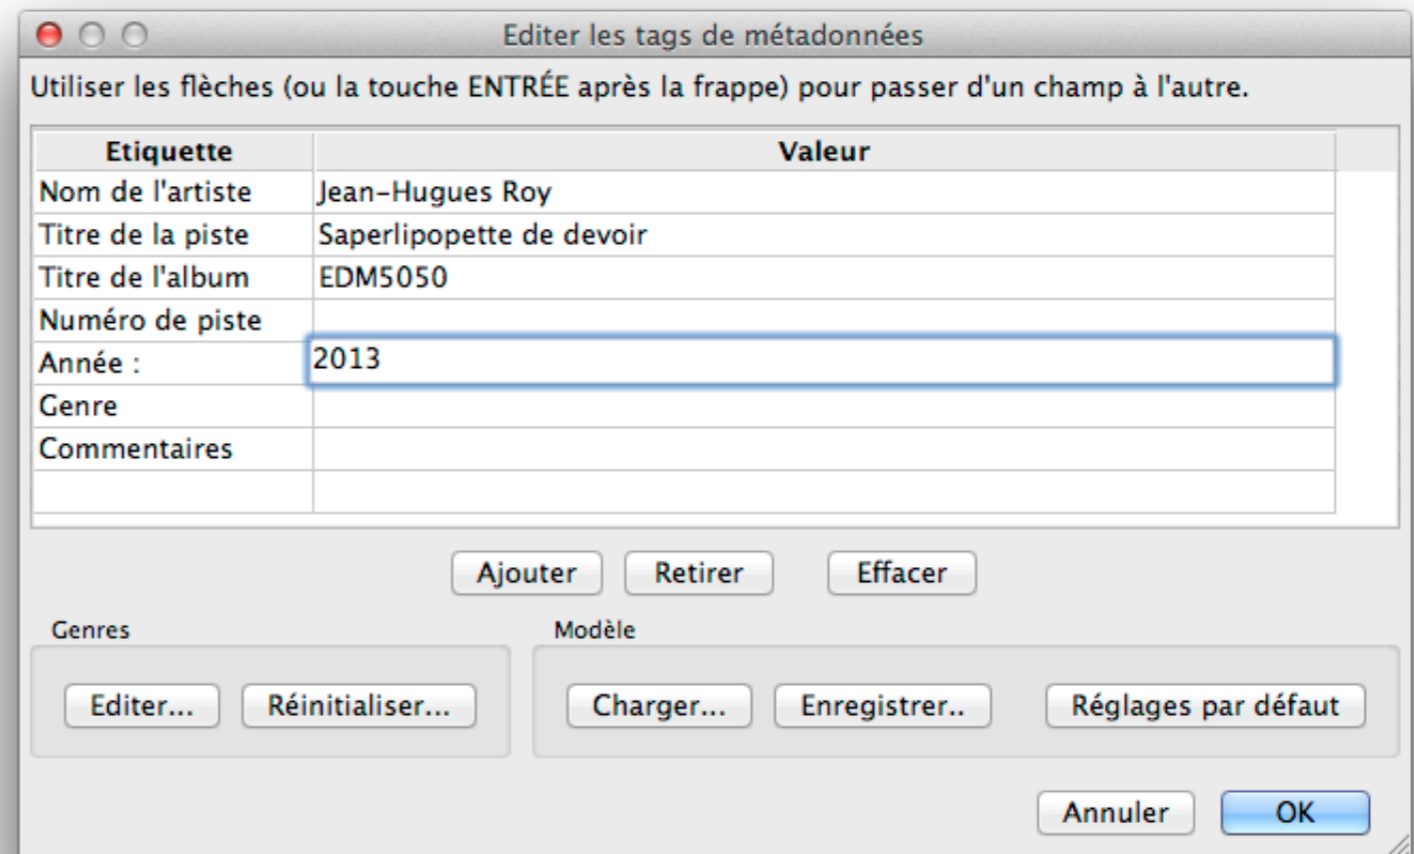 Editer les tags de métadonnées
Utiliser les flèches (ou la touche ENTRÉE après la frappe) pour passer d'un champ à l'autre.
Etiquette Valeur
Nom de l'artiste Jean-Hugues Roy
Titre de la piste Saperlipopette de devoir
Titre de l'album EDM5050
Numéro de piste
Année : 2013
Genre
Commentaires
Ajouter Retirer Effacer
Genres Modèle
Editer... Réinitialiser... Charger... Enregistrer.. Réglages par défaut
Annuler OK